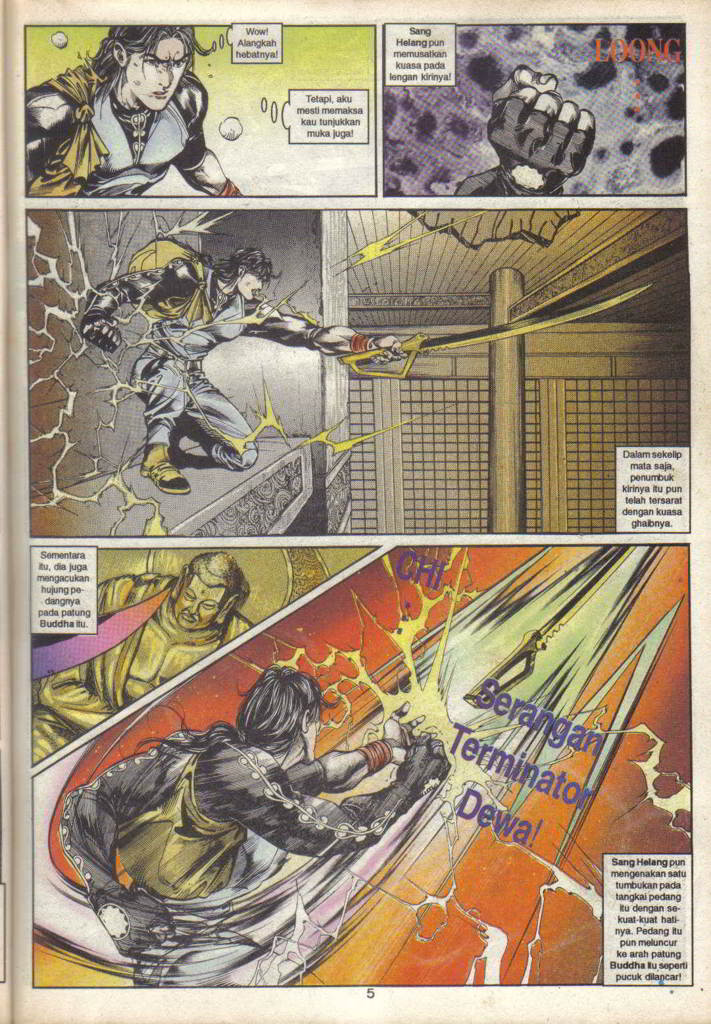 Wow!
Alangkah
hebatnya!
Tetapi, aku
mesti memaksa
kau tunjukkan
muka juga!
Sang
Helang pun
memusatkan
kuasa pada
lengan kirinya!
LOONG
Dalam sekelip
mata saja,
penumbuk
kirinya itu pun
telah tersarat
dengan kuasa
ghaibnya.
Sementara
itu, dia juga
mengacukan
hujung pe-
dangnya
pada patung
Buddha itu.
CHI
Serangan
Terminator
Dewa!
Sang Helang pun
mengenakan satu
tumbukan pada
tangkai pedang
itu dengan se-
kuat-kuat hati-
nya. Pedang itu
pun meluncur
ke arah patung
Buddha itu seperti
pucuk dilancar!
5